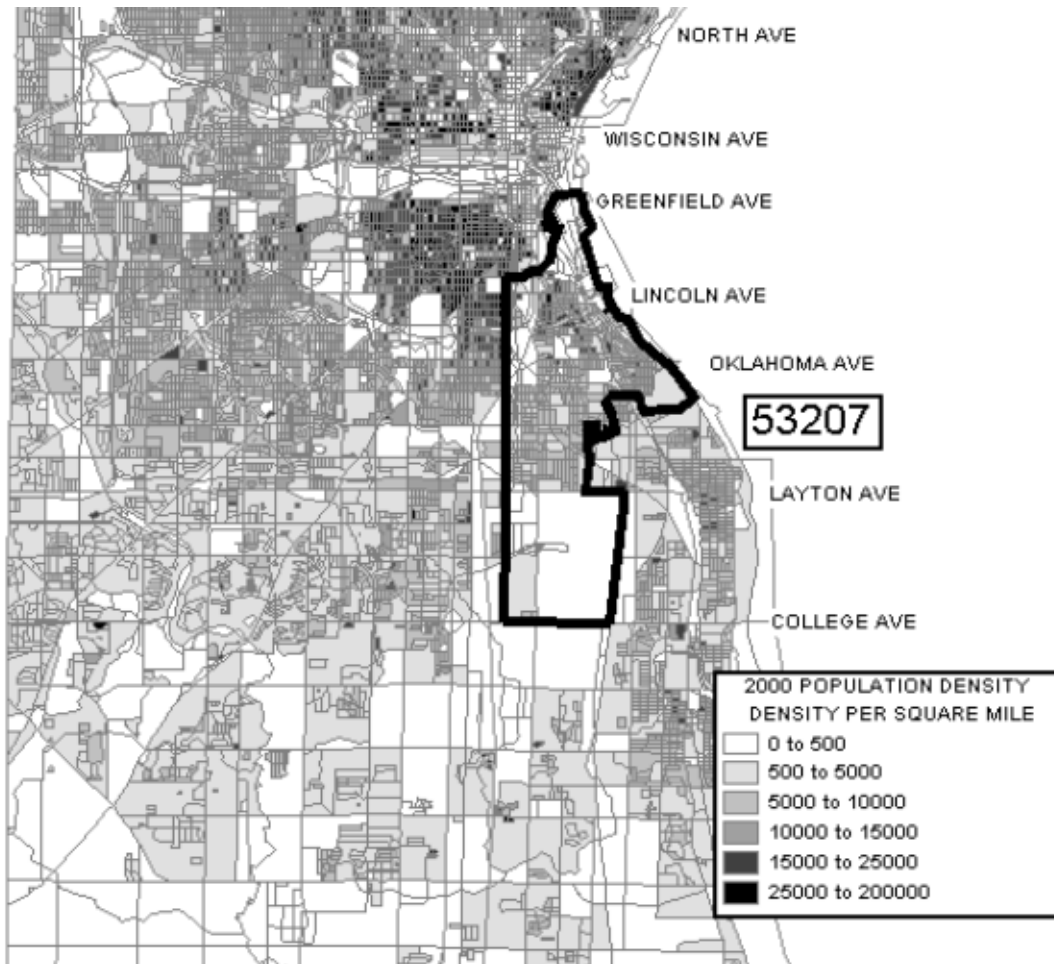 NORTH AVE
WISCONSIN AVE
GREENFIELD AVE
LINCOLN AVE
OKLAHOMA AVE
53207
LAYTON AVE
COLLEGE AVE
2000 POPULATION DENSITY
DENSITY PER SQUARE MILE
0 to 500
500 to 5000
5000 to 10000
10000 to 15000
15000 to 25000
25000 to 200000